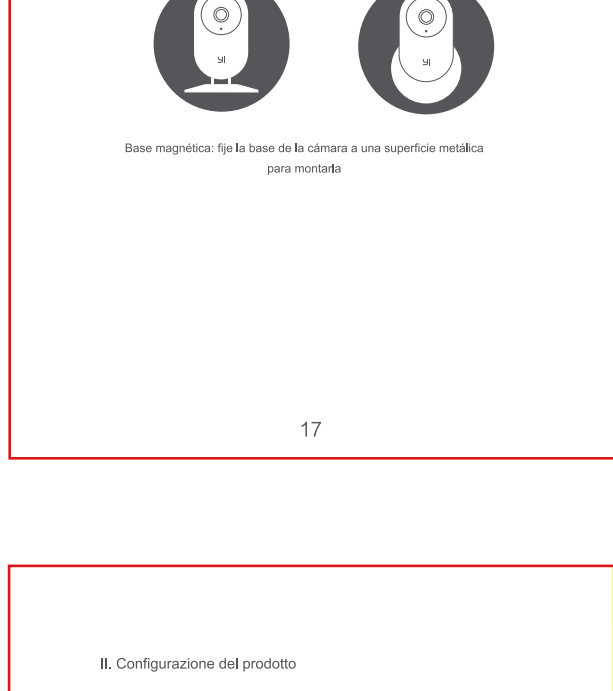 YI
YI
Base magnética: fije la base de la cámara a una superficie metálica
para montarla
17
II. Configurazione del prodotto